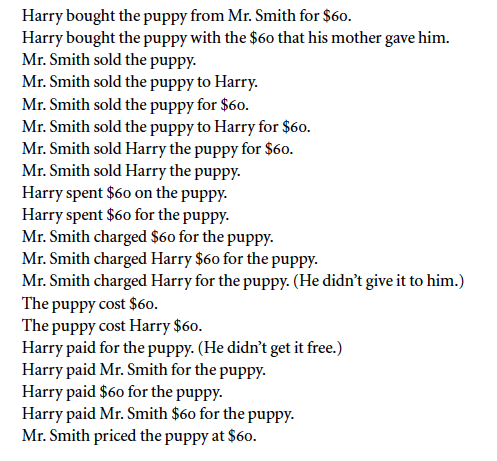 Harry bought the puppy from Mr. Smith for $60.
Harry bought the puppy with the $60 that his mother gave him.
Mr. Smith sold the puppy.
Mr. Smith sold the puppy to Harry.
Mr. Smith sold the puppy for $60.
Mr. Smith sold the puppy to Harry for $60.
Mr. Smith sold Harry the puppy for $60.
Mr. Smith sold Harry the puppy.
Harry spent $60 on the puppy.
Harry spent $60 for the puppy.
Mr. Smith charged $60 for the puppy.
Mr. Smith charged Harry $60 for the puppy.
Mr. Smith charged Harry for the puppy. (He didn’t give it to him.)
The puppy cost $60.
The puppy cost Harry $60.
Harry paid for the puppy. (He didn’t get it free.)
Harry paid Mr. Smith for the puppy.
Harry paid $60 for the puppy.
Harry paid Mr. Smith $60 for the puppy.
Mr. Smith priced the puppy at $60.